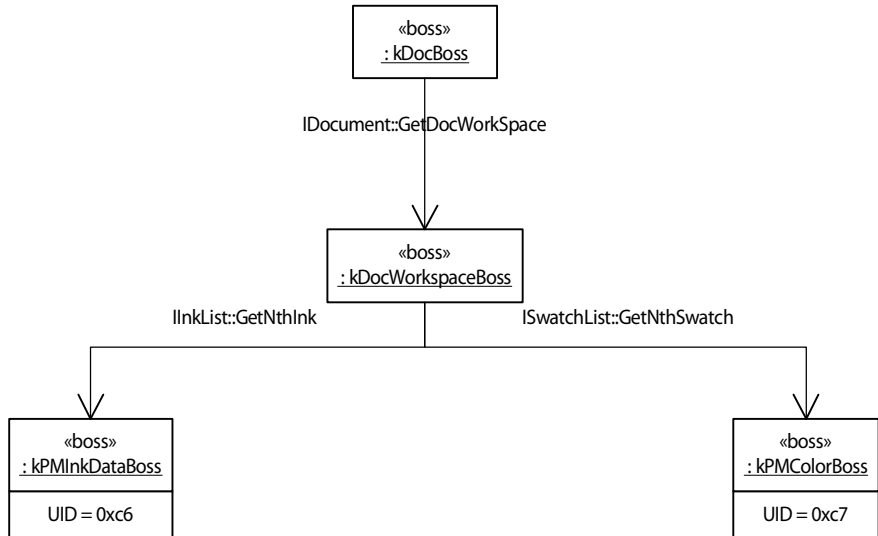 «boss»
: kDocBoss
IDocument::GetDocWorkSpace
«boss»
: kDocWorkspaceBoss
IInkList::GetNthInk
ISwatchList::GetNthSwatch
«boss»
: kPMInkDataBoss
UID = 0xc6
«boss»
: kPMColorBoss
UID = 0xc7